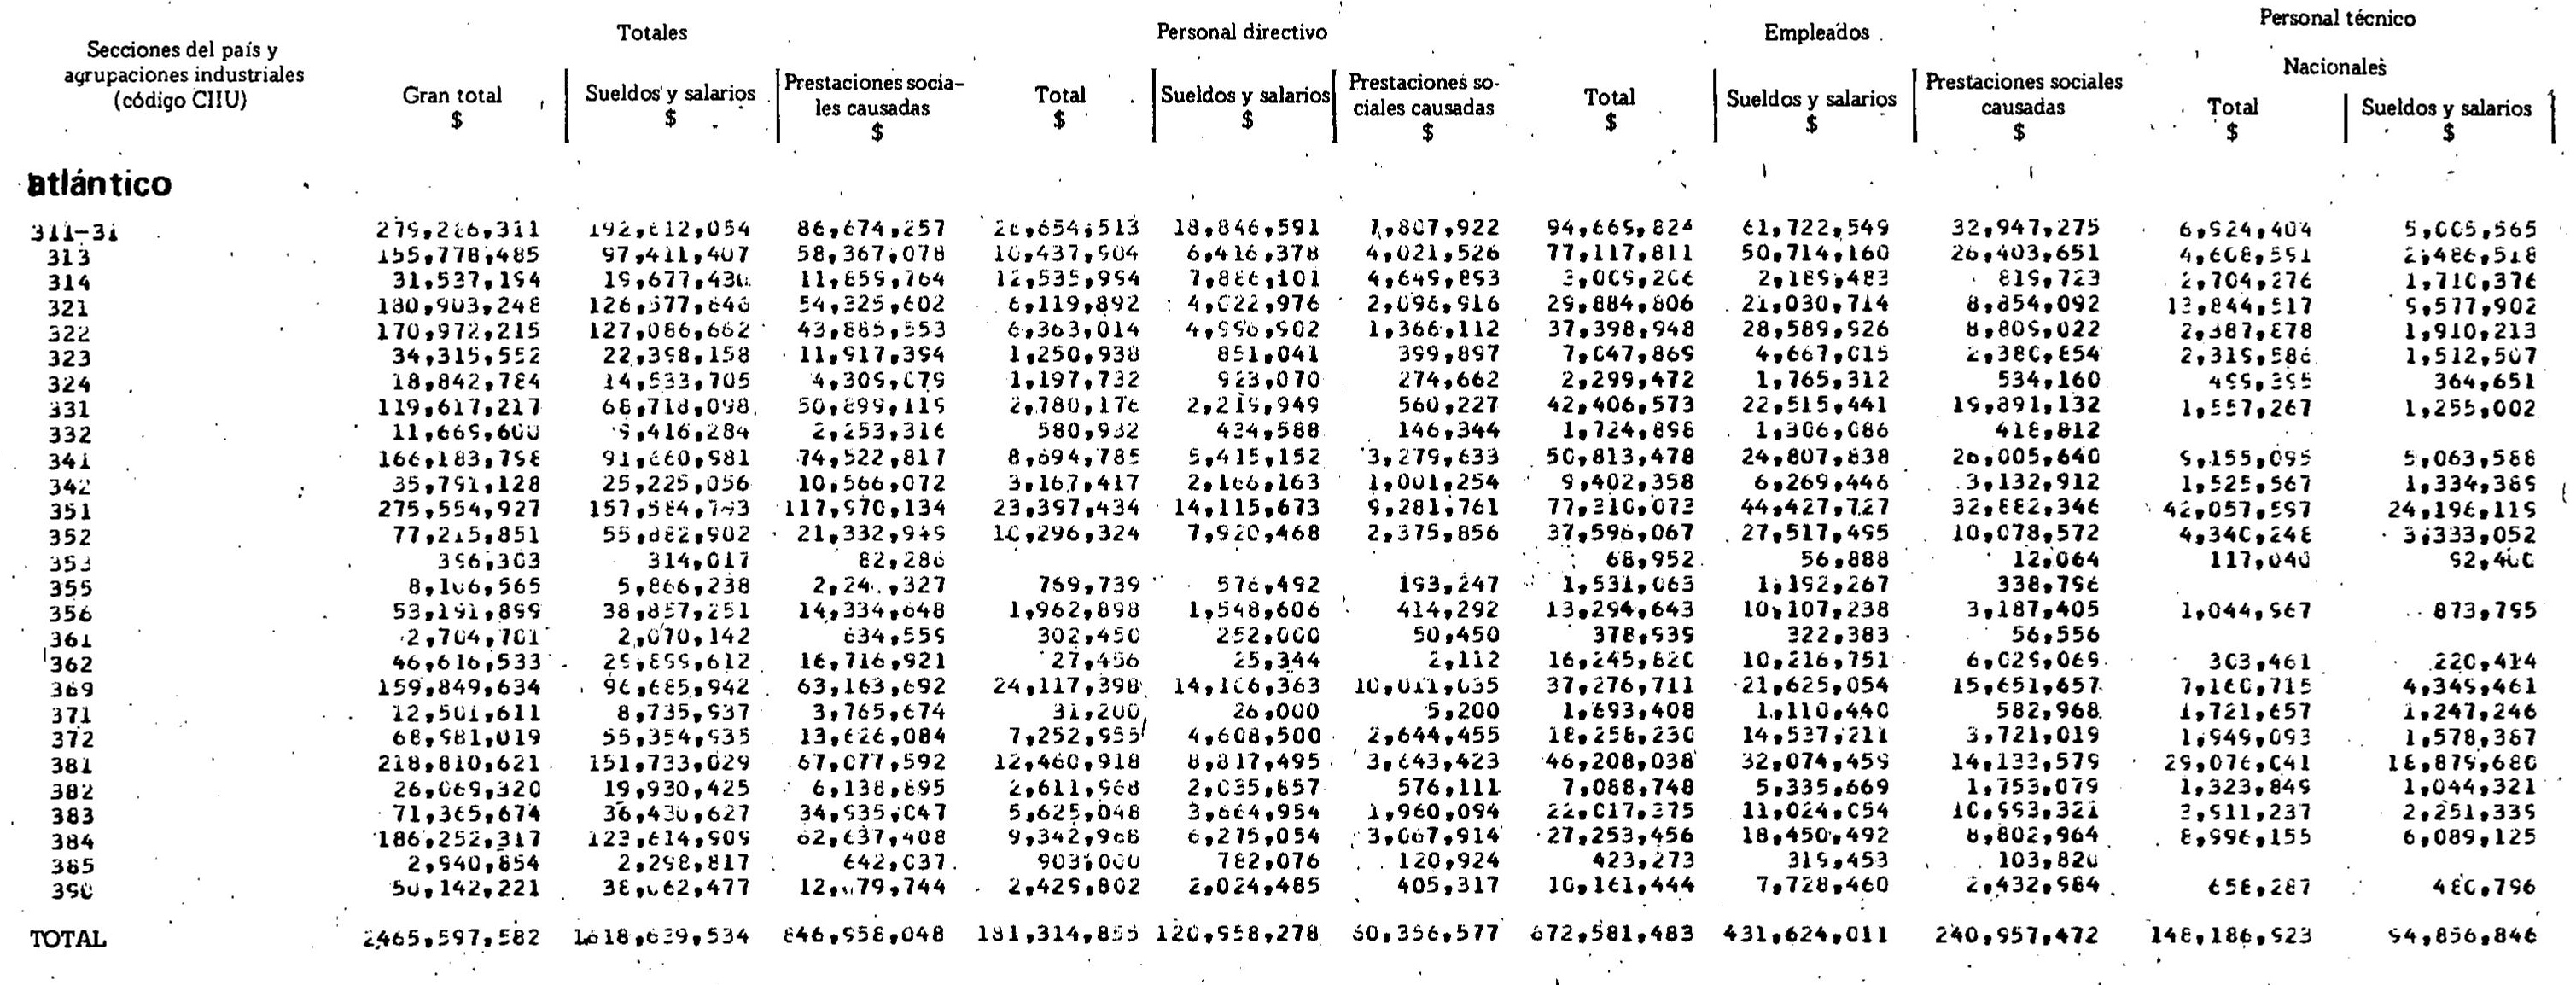 Personal técnico
Totales Personal directivo Empleados
Secciones del país y
agrupaciones industriales
(código CIIU)
Nacionales
Gran total $ Sueldos y salarios $ Prestaciones socia-
les causadas $ Total $ Sueldos y salarios $ Prestaciones so-
ciales causadas $ Total $ Sueldos y salarios $ Prestaciones sociales
causadas $ Total $ Sueldos y salarios $
atlántico
311-31 279,286,311 192,612,054 86,674,257 26,654,513 18,846,591 7,807,922 94,669,824 61,722,549 32,947,275 6,924,404 5,005,565
313 155,778,485 97,411,407 58,367,078 10,437,904 6,416,378 4,021,526 77,117,811 50,714,160 26,403,651 4,608,591 2,486,518
314 31,537,194 19,677,430 11,859,764 12,535,994 7,886,101 4,649,893 3,009,206 2,189,483 819,723 2,704,276 1,710,376
321 180,903,248 126,577,646 54,325,602 6,119,892 4,022,976 2,096,916 29,884,806 21,030,714 8,854,092 13,844,517 9,577,902
322 170,972,215 127,086,662 43,885,553 6,363,014 4,996,902 1,366,112 37,398,948 28,589,926 8,809,022 2,387,878 1,910,213
323 34,315,552 22,398,158 11,917,394 1,250,938 851,041 399,897 7,047,869 4,667,015 2,380,854 2,319,586 1,512,507
324 18,842,784 14,533,705 4,309,079 1,197,732 923,070 274,662 2,299,472 1,765,312 534,160 499,395 364,651
331 119,617,217 68,718,098 50,899,119 2,780,176 2,219,949 560,227 42,406,573 22,515,441 19,891,132 1,557,267 1,255,002
332 11,669,600 9,416,284 2,253,316 580,932 434,588 146,344 1,724,898 1,306,086 418,812
341 166,183,798 91,660,981 74,522,817 8,694,785 5,415,152 3,279,633 50,813,478 24,807,838 26,005,640 9,155,095 5,063,588
342 35,791,128 25,225,056 10,566,072 3,167,417 2,166,163 1,001,254 9,402,358 6,269,446 3,132,912 1,525,567 1,334,389
351 275,554,927 157,584,793 117,970,134 23,397,434 14,115,673 9,281,761 77,310,073 44,427,727 32,882,346 42,057,597 24,196,119
352 77,215,851 55,882,902 21,332,949 10,296,324 7,920,468 2,375,856 37,596,067 27,517,495 10,078,572 4,340,248 3,333,052
353 396,303 314,017 82,286 68,952 56,888 12,064 117,040 92,400
355 8,106,565 5,866,238 2,240,327 769,739 576,492 193,247 1,531,063 1,192,267 338,796
356 53,191,899 38,857,251 14,334,648 1,962,898 1,548,606 414,292 13,294,643 10,107,238 3,187,405 1,044,967 873,795
361 2,704,701 2,070,142 634,559 302,450 252,000 50,450 378,939 322,383 56,556
362 46,616,533 29,899,612 16,716,921 27,456 25,344 2,112 16,245,820 10,216,751 6,029,069 303,461 220,414
369 159,849,634 96,685,942 63,163,692 24,117,398 14,106,363 10,011,035 37,276,711 21,625,054 15,651,657 7,160,715 4,349,461
371 12,501,611 8,735,937 3,765,674 31,200 26,000 5,200 1,693,408 1,110,440 582,968 1,721,657 1,247,246
372 68,981,019 55,354,935 13,626,084 7,252,955 4,608,500 2,644,455 18,258,230 14,537,211 3,721,019 1,949,093 1,578,367
381 218,810,621 151,733,029 67,077,592 12,460,918 8,817,495 3,643,423 46,208,038 32,074,459 14,133,579 29,076,041 18,879,680
382 26,069,320 19,930,425 6,138,895 2,611,968 2,035,857 576,111 7,088,748 5,335,669 1,753,079 1,323,849 1,044,321
383 71,365,674 36,430,627 34,935,047 5,625,048 3,664,954 1,960,094 22,017,375 11,024,054 10,993,321 3,911,237 2,251,339
384 186,252,317 123,614,909 62,637,408 9,342,968 6,275,054 3,067,914 27,253,456 18,450,492 8,802,964 8,996,155 6,089,125
385 2,940,854 2,298,817 642,037 903,000 782,076 120,924 423,273 319,453 103,820
390 50,142,221 38,062,477 12,079,744 2,429,802 2,024,485 405,317 10,161,444 7,728,460 2,432,984 658,287 480,796
TOTAL 2465,597,582 1618,639,534 846,958,048 181,314,855 120,958,278 60,356,577 672,581,483 431,624,011 240,957,472 148,186,923 94,856,846